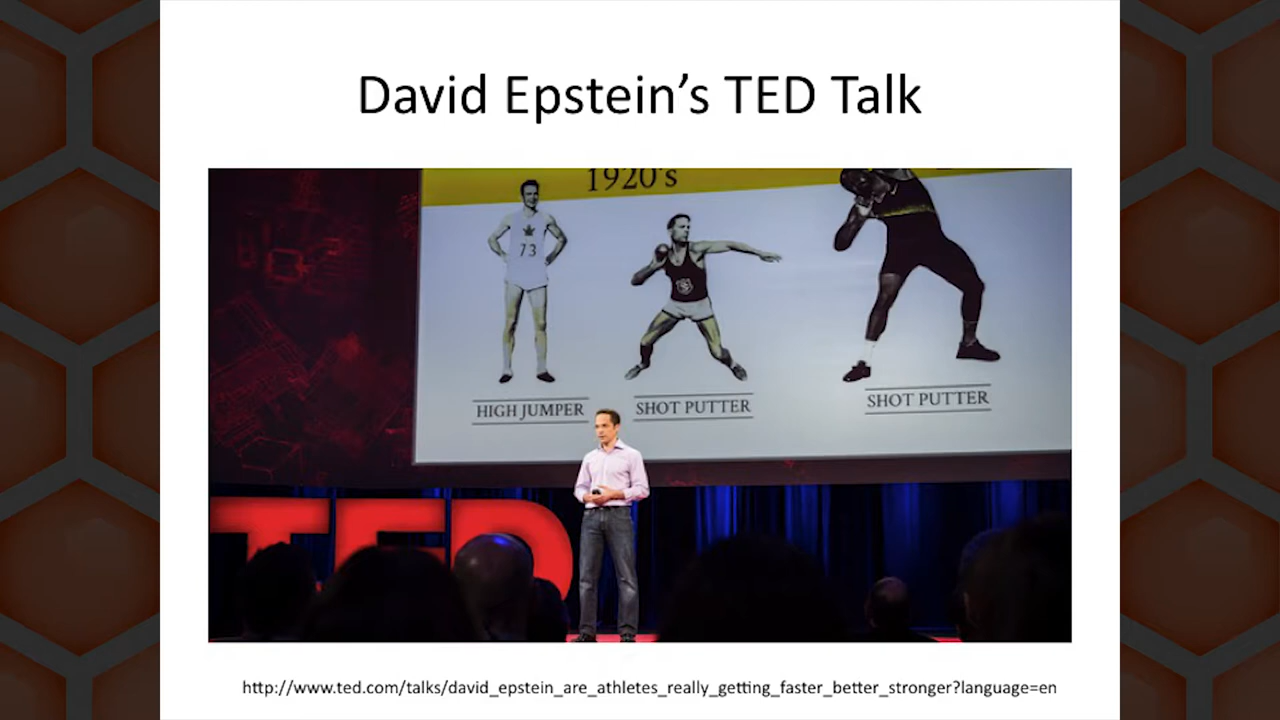 David Epstein's TED Talk
1920's
73
HIGH JUMPER
SHOT PUTTER
SHOT PUTTER
TED
http://www.ted.com/talks/david_epstein_are_athletes_really_getting_faster_better_stronger?language=en